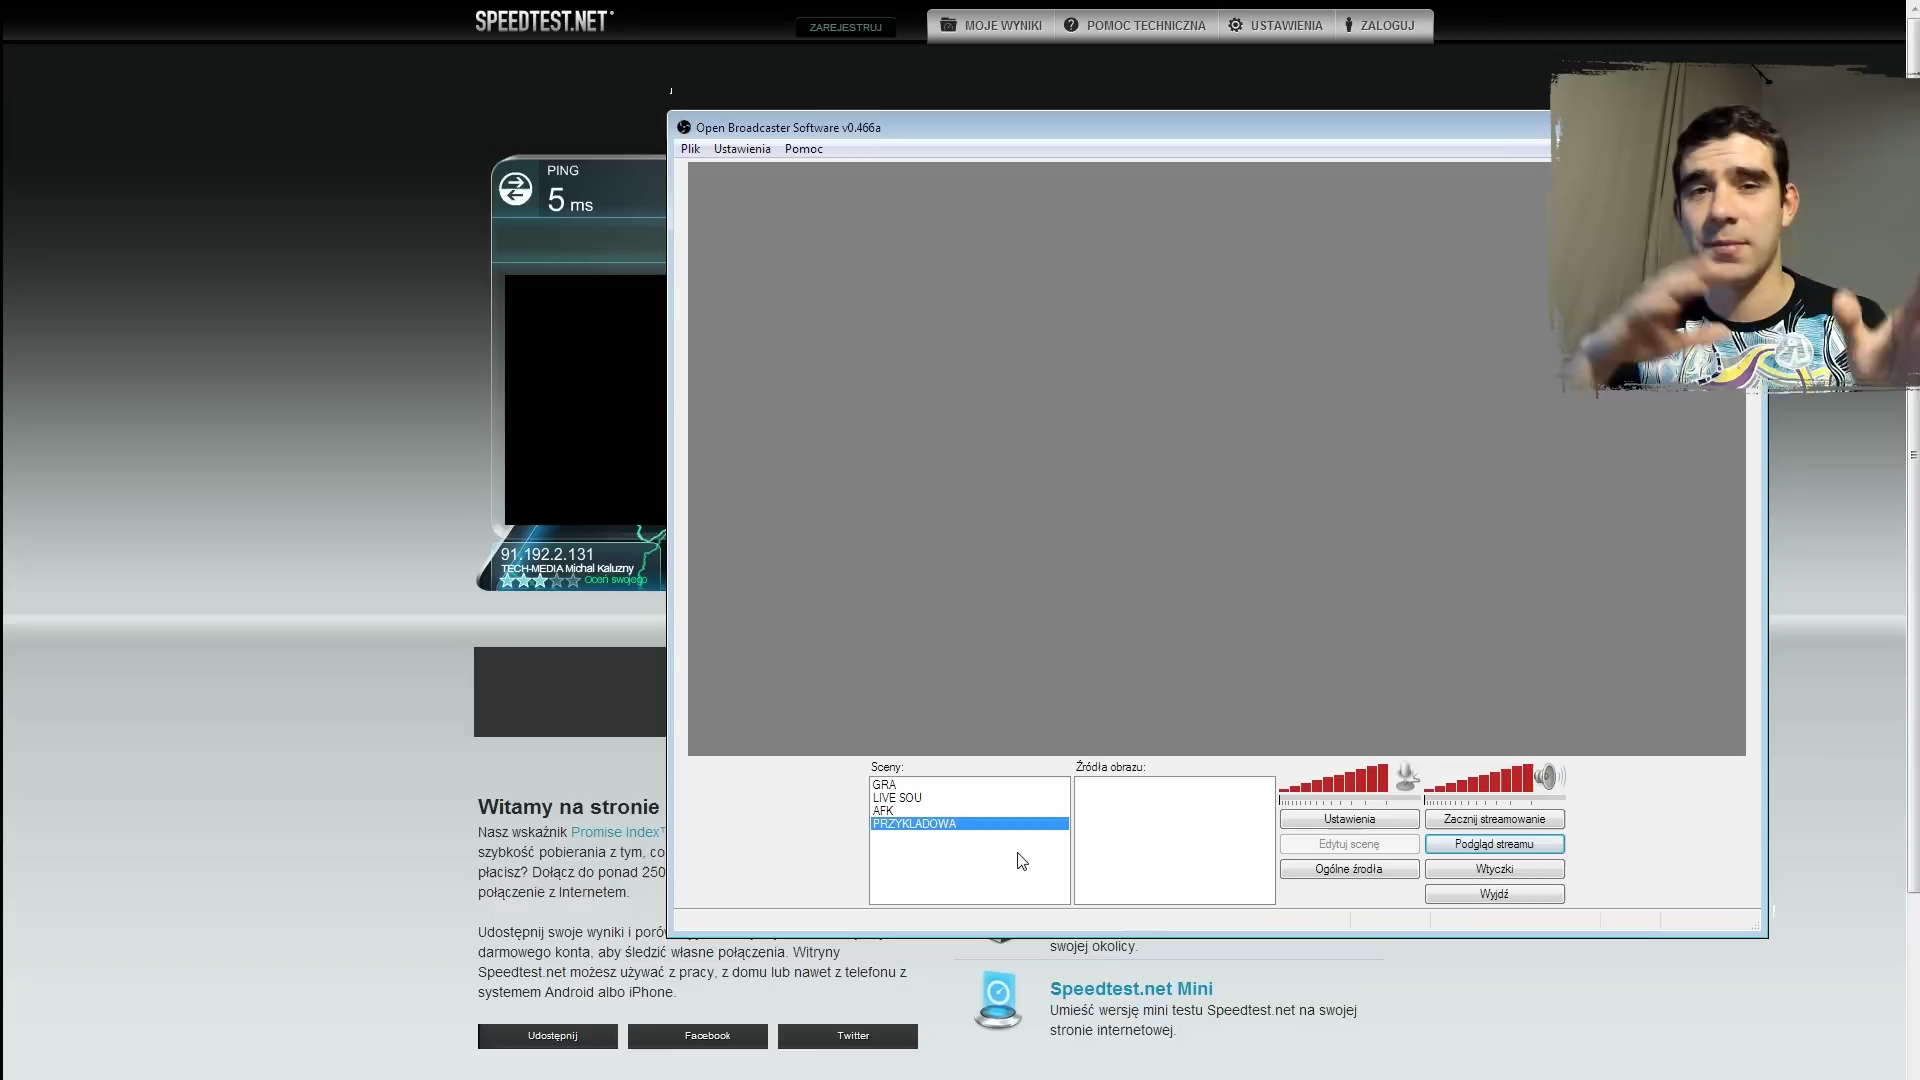 SPEEDTEST.NET
ZAREJESTRUJ
MOJE WYNIKI
POMOC TECHNICZNA
USTAWIENIA
ZALOGUJ
Open Broadcaster Software v0.466a
Plik Ustawienia Pomoc
PING
5 ms
91.192.2.131
TECH-MEDIA Michal Kaluzny
Oceń swojego
Sceny:
GRA
LIVE SOU
AFK
PRZYKLADOWA
Źródła obrazu:
Ustawienia
Edytuj scenę
Ogólne źrodła
Zacznij streamowanie
Podgląd streamu
Wtyczki
Wyjdź
Witamy na stronie
Nasz wskaźnik Promise Index
szybkość pobierania z tym, co
płacisz? Dołącz do ponad 250
połączenie z Internetem.
Udostępnij swoje wyniki i
darmowego konta, aby śledzić własne połączenia. Witryny
Speedtest.net możesz używać z pracy, z domu lub nawet z telefonu z
systemem Android albo iPhone.
Udostępnij
Facebook
Twitter
swojej okolicy.
Speedtest.net Mini
Umieść wersję mini testu Speedtest.net na swojej
stronie internetowej.